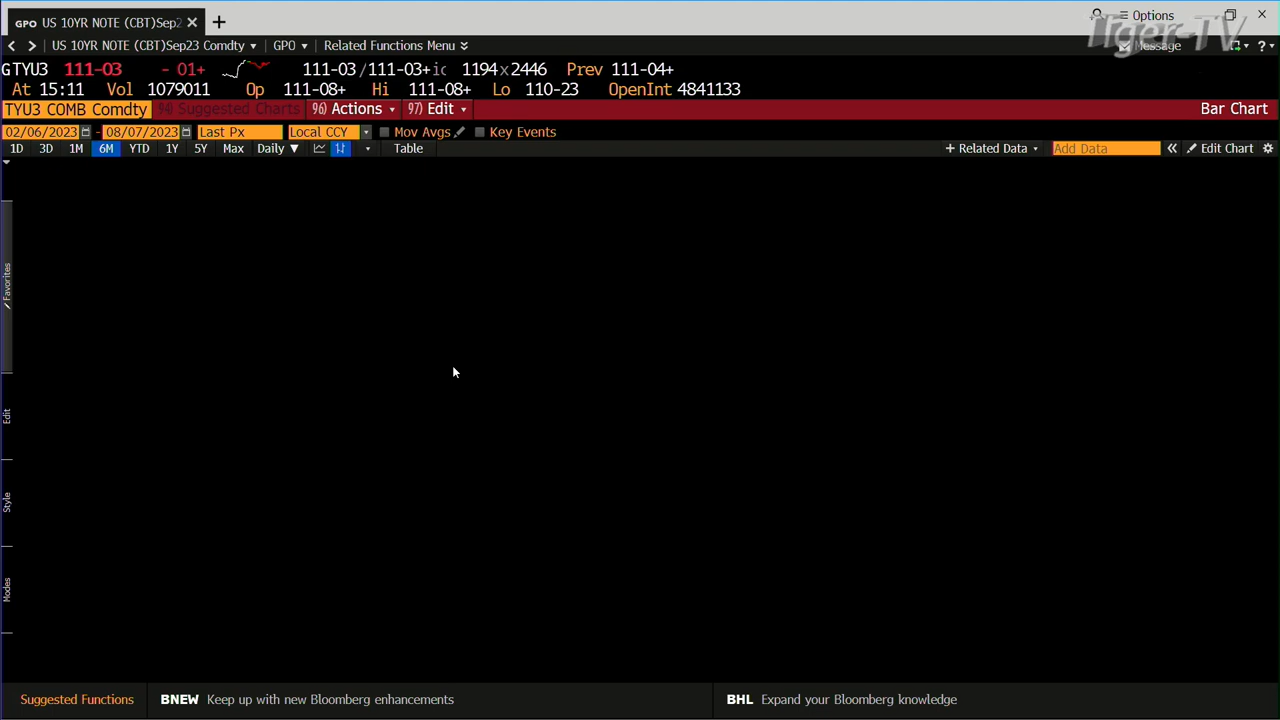 GPO US 10YR NOTE (CBT)Sep2 × +
Options
Tiger-TV
US 10YR NOTE (CBT)Sep23 Comdty GPO Related Functions Menu Message ?
GTYU3 111-03 - 01+ 111-03/111-03+ic 1194x2446 Prev 111-04+
At 15:11 Vol 1079011 Op 111-08+ Hi 111-08+ Lo 110-23 OpenInt 4841133
TYU3 COMB Comdty 94) Suggested Charts 96) Actions 97) Edit Bar Chart
02/06/2023 - 08/07/2023 Last Px Local CCY Mov Avgs Key Events
1D 3D 1M 6M YTD 1Y 5Y Max Daily Table + Related Data Add Data Edit Chart
Favorites
Edit
Style
Modes
Suggested Functions BNEW Keep up with new Bloomberg enhancements BHL Expand your Bloomberg knowledge